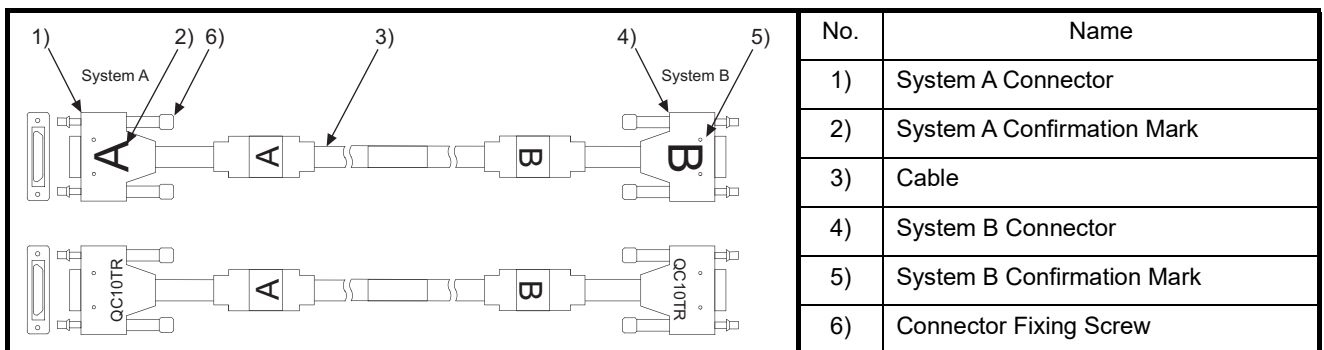 1) 2) 6) 3) 4) 5)
System A System B
A A B B
QC10TR A B QC10TR
No. Name
1) System A Connector
2) System A Confirmation Mark
3) Cable
4) System B Connector
5) System B Confirmation Mark
6) Connector Fixing Screw